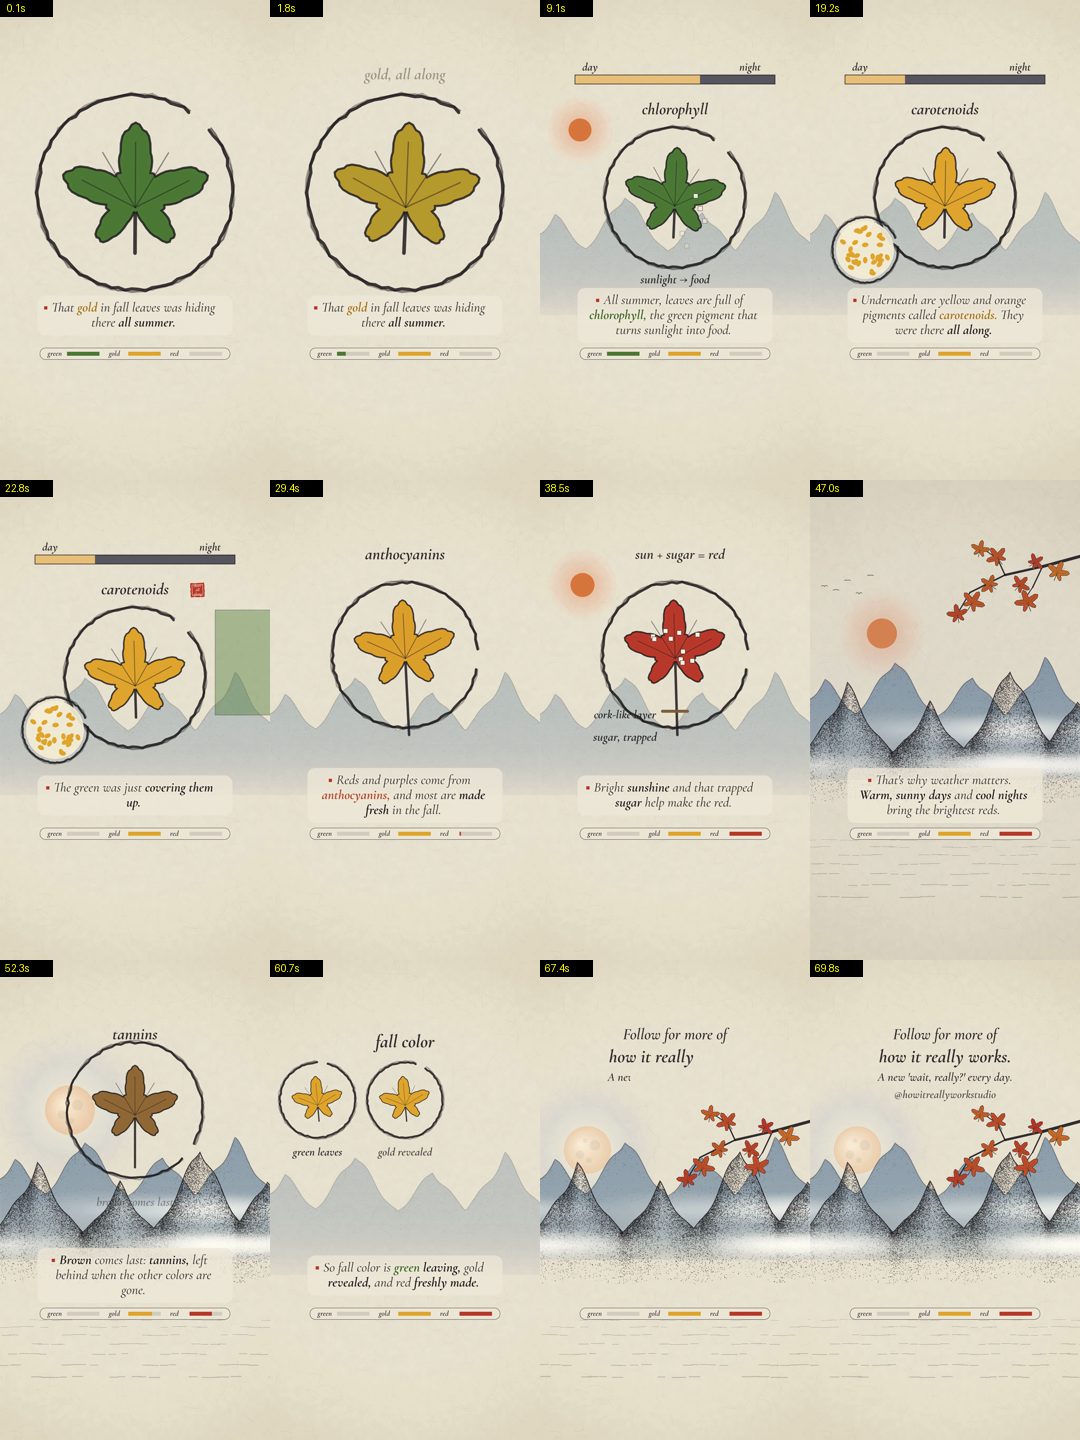 0.1s
That gold in fall leaves was hiding
there all summer.
green gold red
1.8s
gold, all along
That gold in fall leaves was hiding
there all summer.
green gold red
9.1s
day night
chlorophyll
sunlight → food
All summer, leaves are full of
chlorophyll, the green pigment that
turns sunlight into food.
green gold red
19.2s
day night
carotenoids
Underneath are yellow and orange
pigments called carotenoids. They
were there all along.
green gold red
22.8s
day night
carotenoids
The green was just covering them
up.
green gold red
29.4s
anthocyanins
Reds and purples come from
anthocyanins, and most are made
fresh in the fall.
green gold red
38.5s
sun + sugar = red
cork-like layer
sugar, trapped
Bright sunshine and that trapped
sugar help make the red.
green gold red
47.0s
That's why weather matters.
Warm, sunny days and cool nights
bring the brightest reds.
green gold red
52.3s
tannins
brown comes last
Brown comes last: tannins, left
behind when the other colors are
gone.
green gold red
60.7s
fall color
green leaves
gold revealed
So fall color is green leaving, gold
revealed, and red freshly made.
green gold red
67.4s
Follow for more of
how it really
A ne
green gold red
69.8s
Follow for more of
how it really works.
A new 'wait, really?' every day.
@howitreallyworkstudio
green gold red